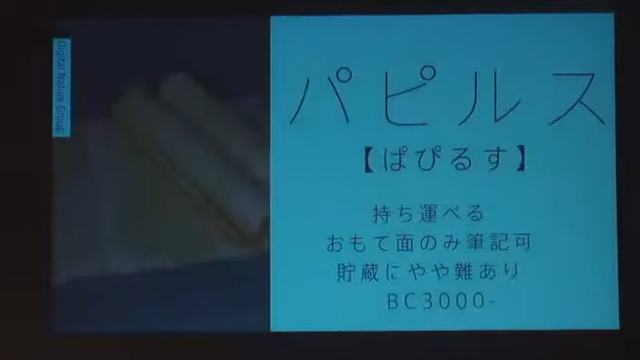 Digital Nature Group
パピルス
【ぱぴるす】
持ち運べる
おもて面のみ筆記可
貯蔵にやや難あり
BC3000-